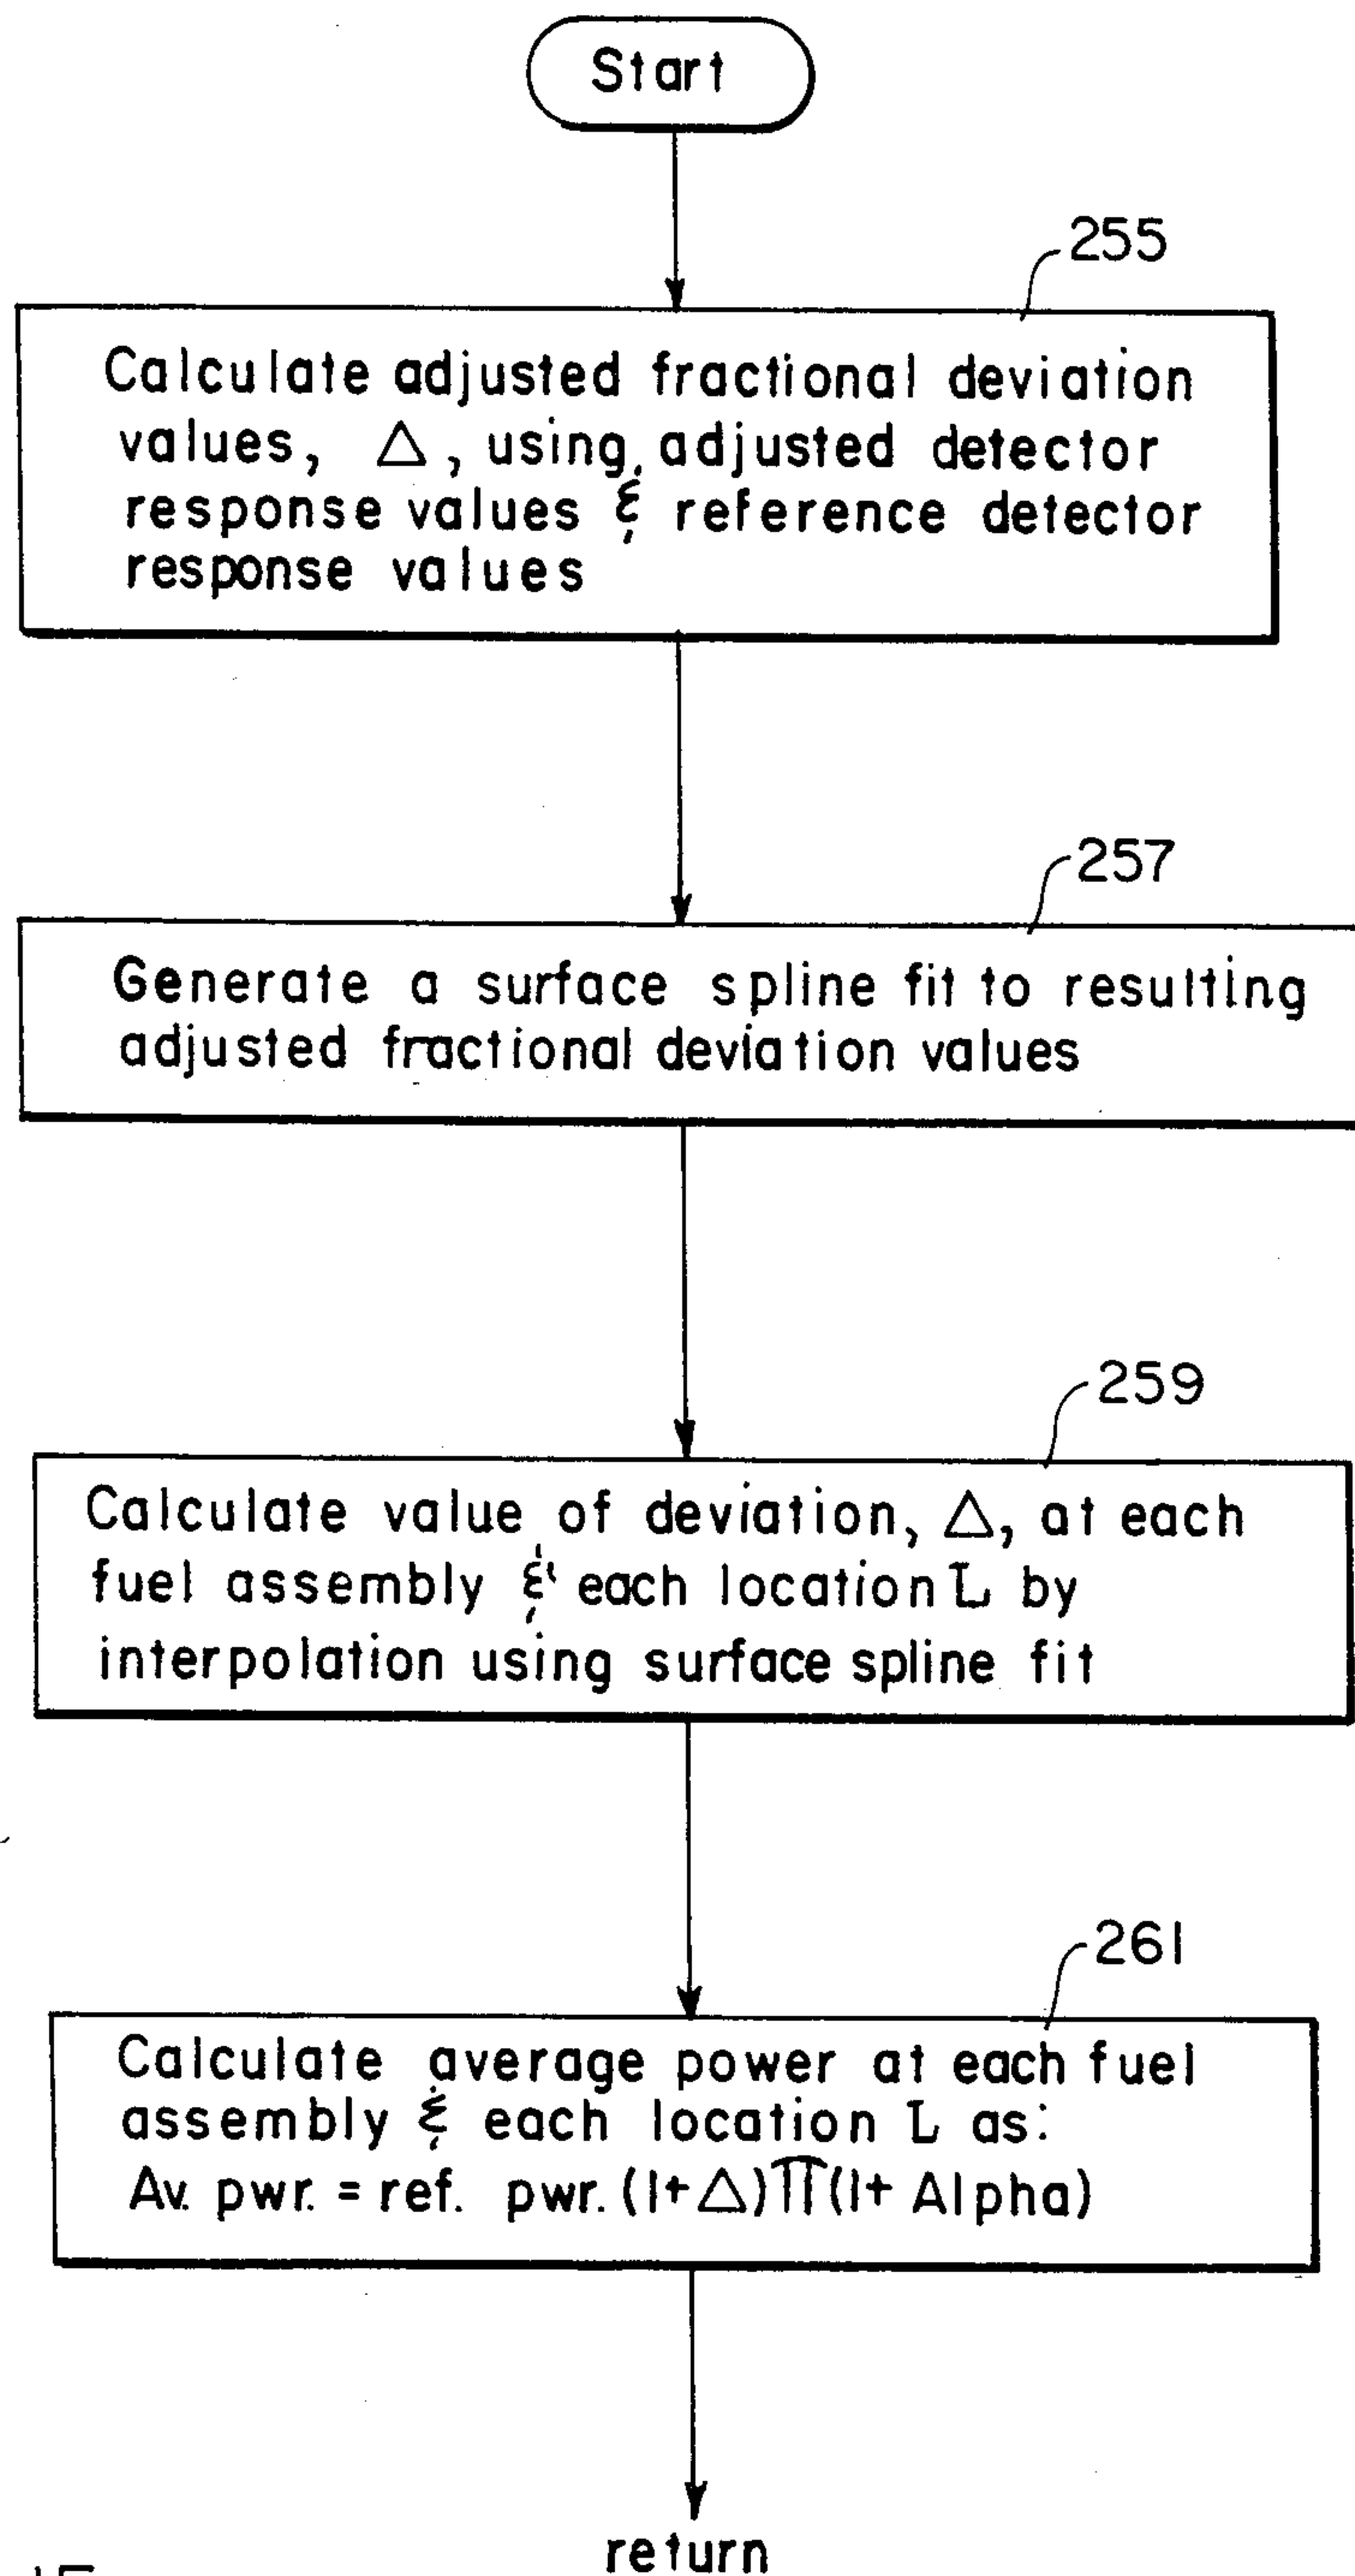 Start
255
Calculate adjusted fractional deviation
values, △, using adjusted detector
response values & reference detector
response values
257
Generate a surface spline fit to resulting
adjusted fractional deviation values
259
Calculate value of deviation, △, at each
fuel assembly & each location L by
interpolation using surface spline fit
261
Calculate average power at each fuel
assembly & each location L as:
Av. pwr. = ref. pwr. (1+△)∏(1+ Alpha)
return